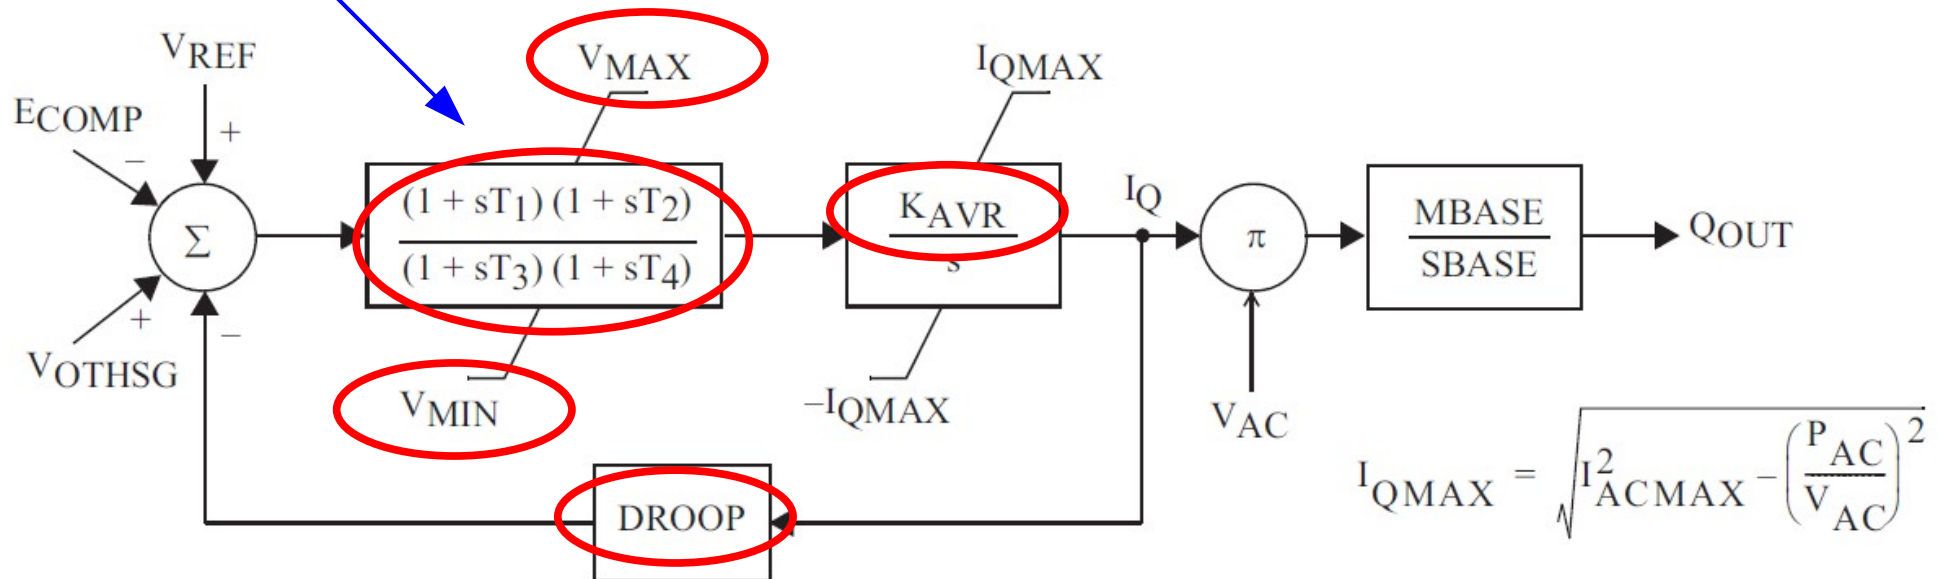 VREF
VMAX
IQMAX
ECOMP
–
+
(1 + sT1) (1 + sT2)
(1 + sT3) (1 + sT4)
KAVR
s
IQ
Σ
π
MBASE
SBASE
QOUT
+
–
VOTHSG
VMIN
–IQMAX
VAC
DROOP
IQMAX = √I²ACMAX – (PAC/VAC)²